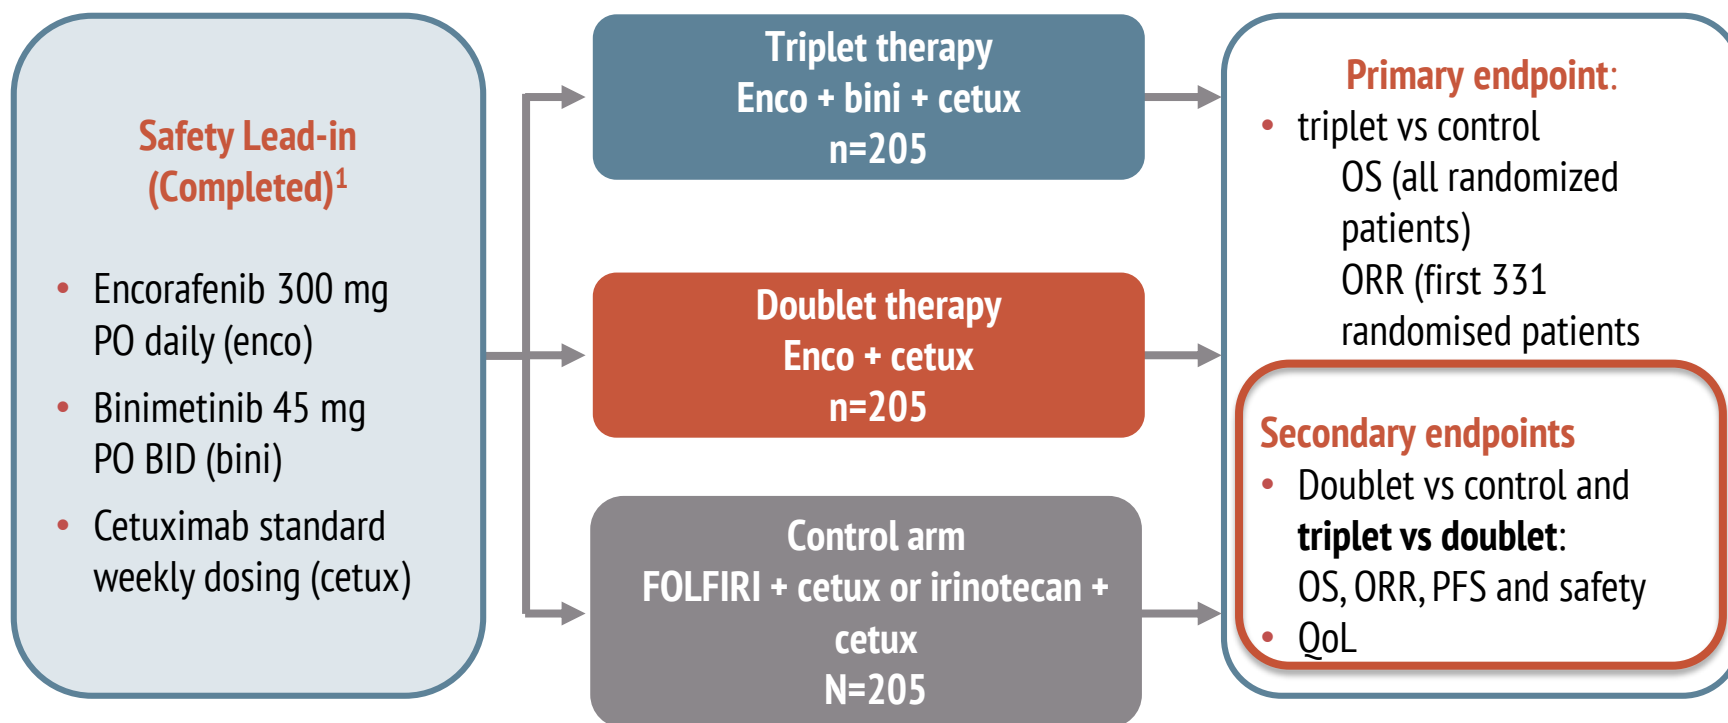 Safety Lead-in
(Completed)1
• Encorafenib 300 mg
PO daily (enco)
• Binimetinib 45 mg
PO BID (bini)
• Cetuximab standard
weekly dosing (cetux)
Triplet therapy
Enco + bini + cetux
n=205
Doublet therapy
Enco + cetux
n=205
Control arm
FOLFIRI + cetux or irinotecan +
cetux
N=205
Primary endpoint:
• triplet vs control
OS (all randomized
patients)
ORR (first 331
randomised patients
Secondary endpoints
• Doublet vs control and
triplet vs doublet:
OS, ORR, PFS and safety
• QoL